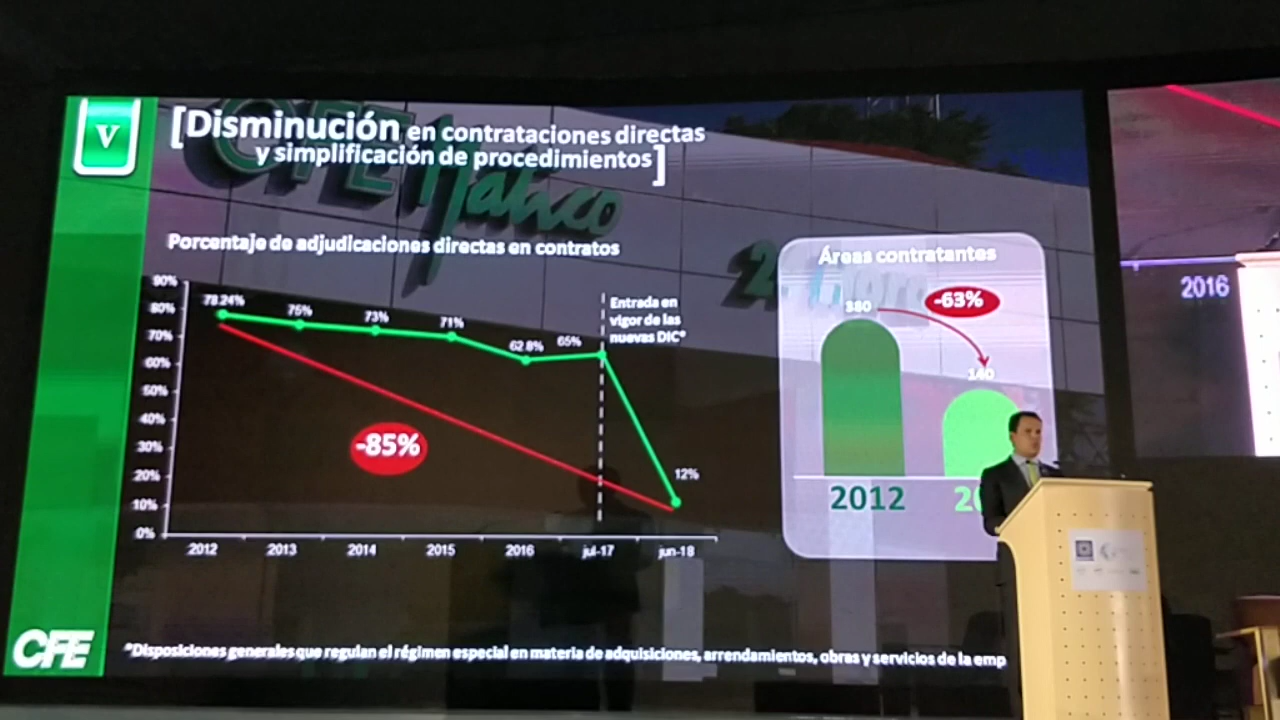 V
[Disminución en contrataciones directas
y simplificación de procedimientos]
Porcentaje de adjudicaciones directas en contratos
90%
80%
70%
60%
50%
40%
30%
20%
10%
0%
78.24%
75%
73%
71%
62.8%
65%
12%
Entrada en
vigor de las
nuevas DIC*
-85%
2012
2013
2014
2015
2016
jul-17
jun-18
Áreas contratantes
380
-63%
140
2012
20
CFE
*Disposiciones generales que regulan el régimen especial en materia de adquisiciones, arrendamientos, obras y servicios de la emp
2016
CFE